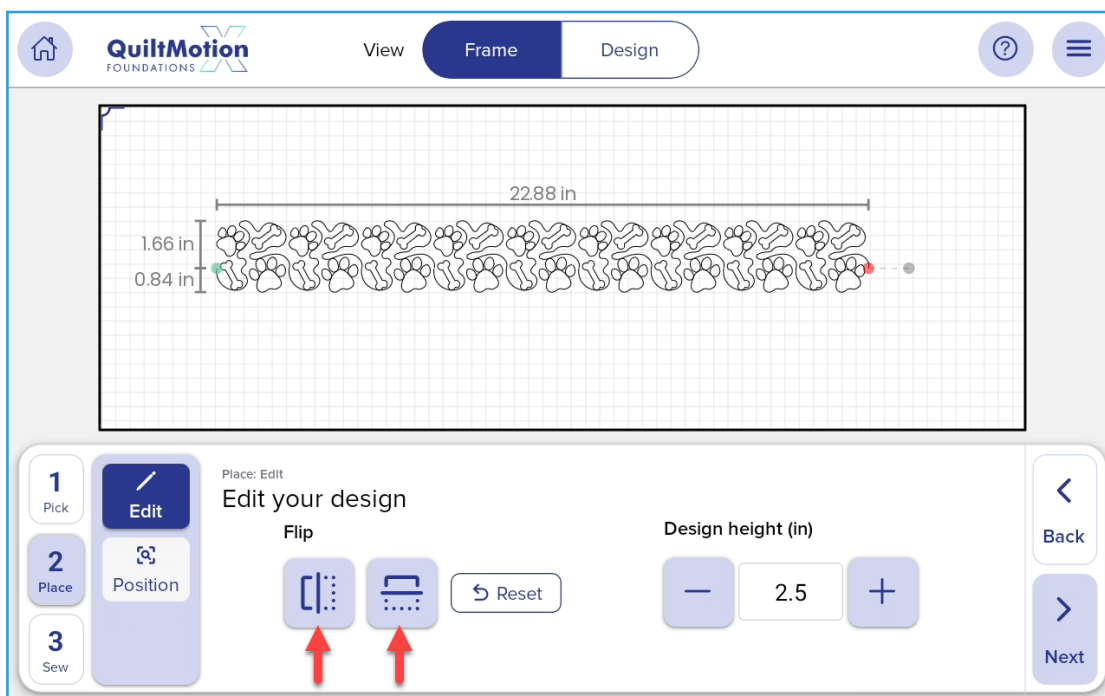 QuiltMotion
FOUNDATIONS
View
Frame
Design
22.88 in
1.66 in
0.84 in
1
Pick
2
Place
3
Sew
Edit
Position
Place: Edit
Edit your design
Flip
Reset
Design height (in)
2.5
Back
Next